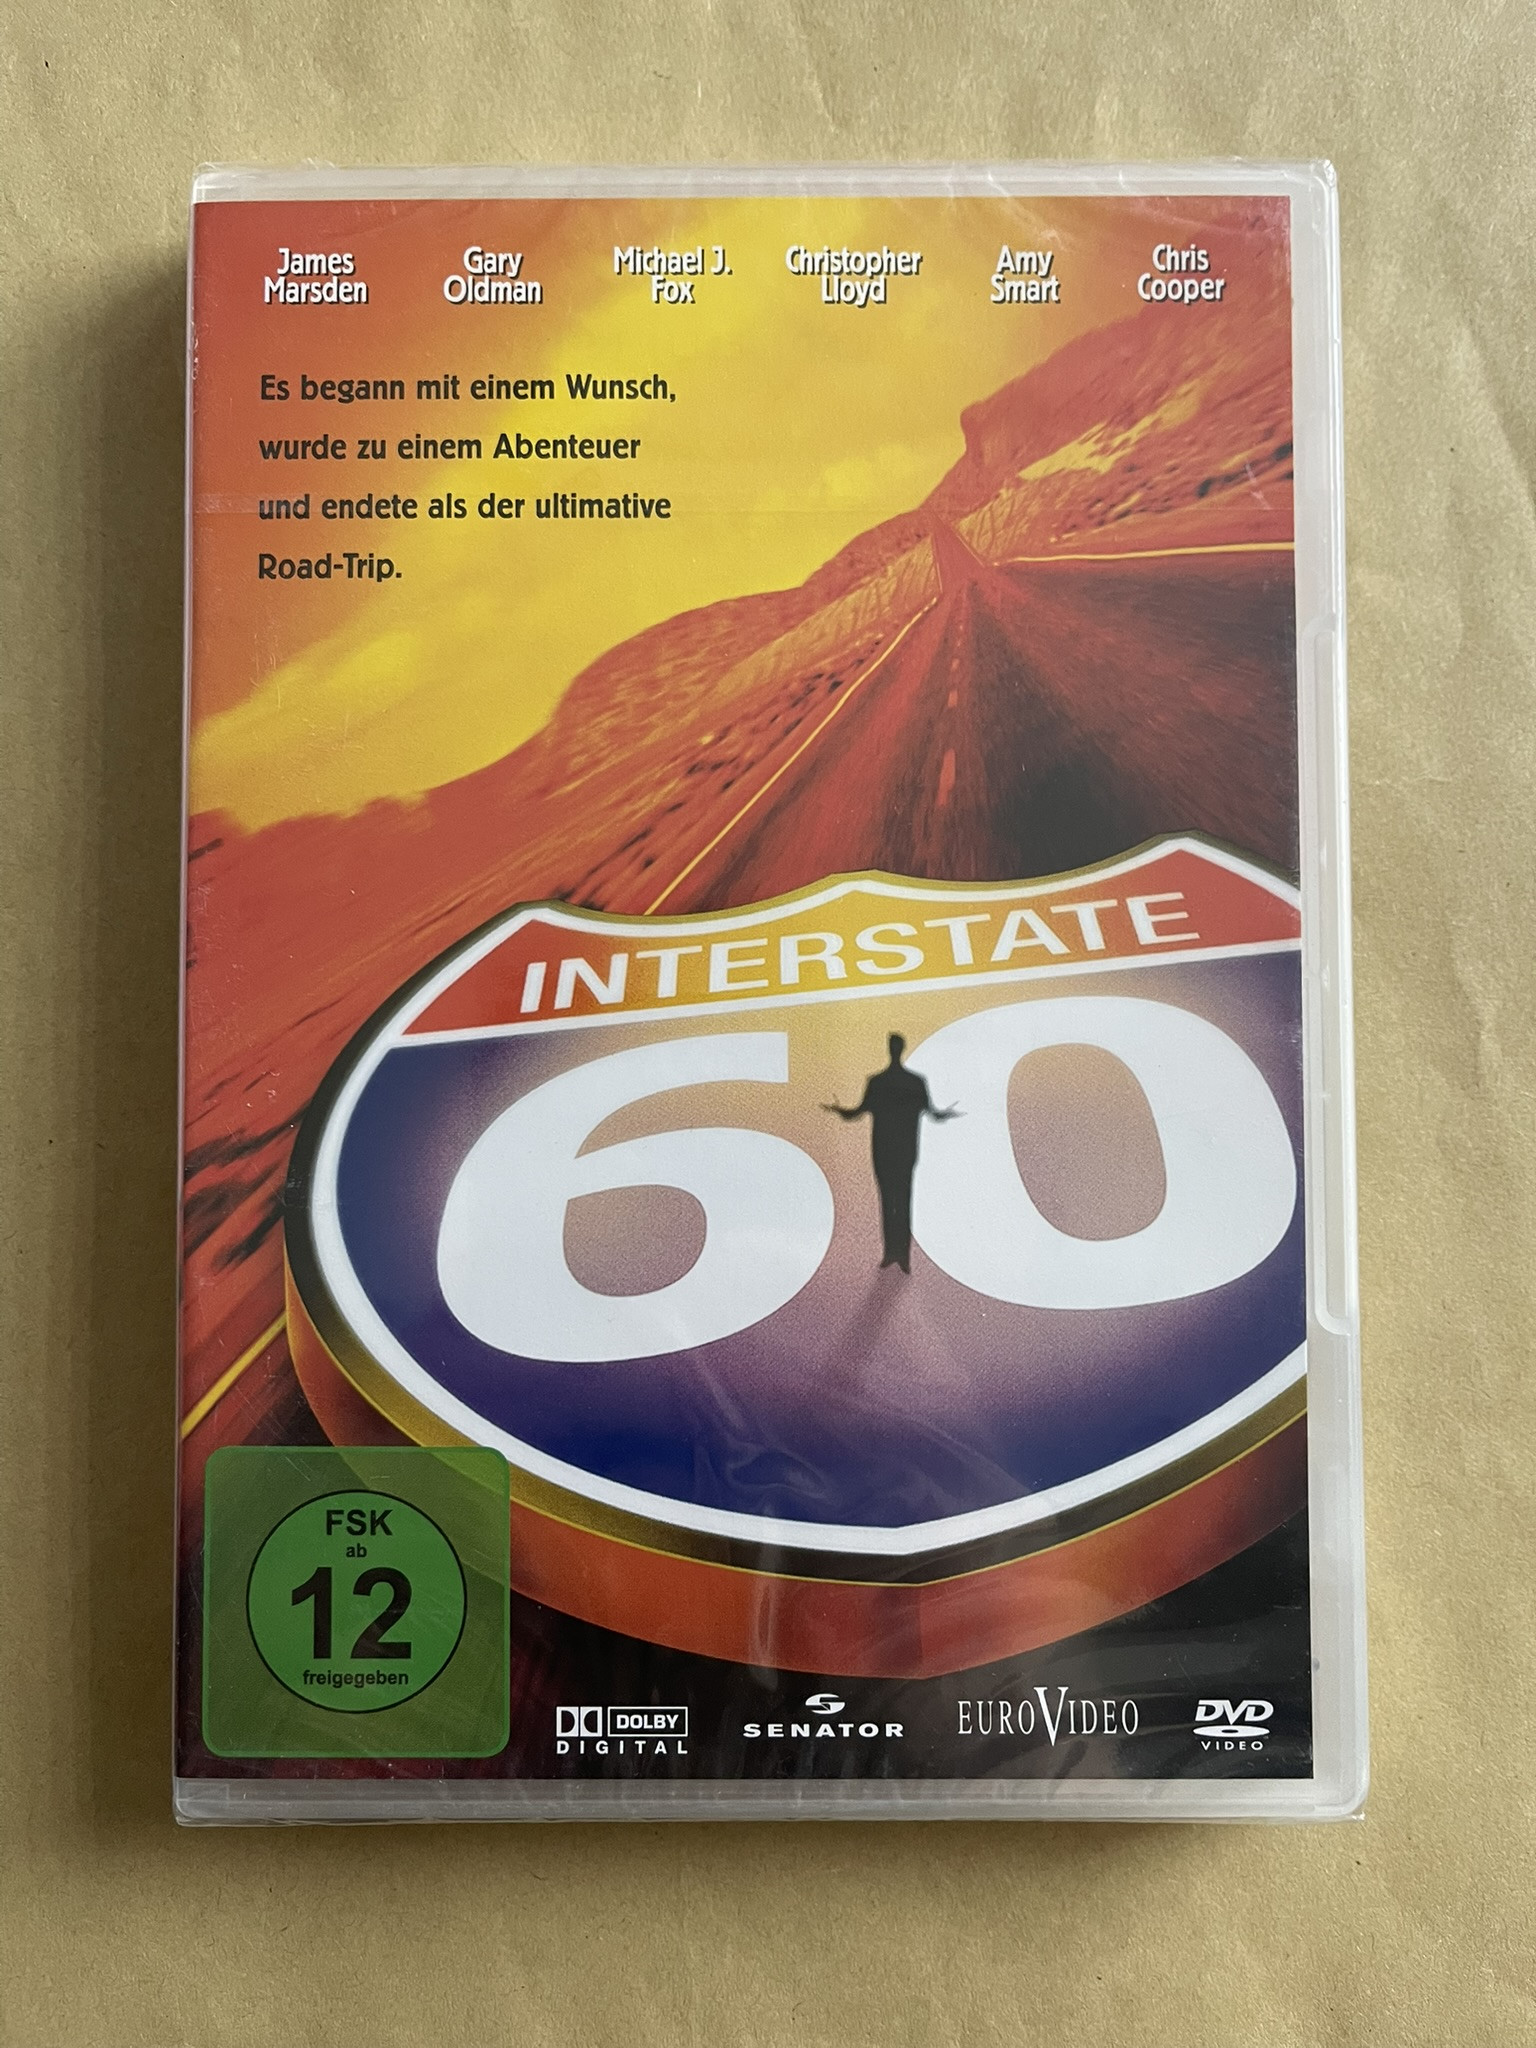 James Marsden
Gary Oldman
Michael J. Fox
Christopher Lloyd
Amy Smart
Chris Cooper
Es begann mit einem Wunsch,
wurde zu einem Abenteuer
und endete als der ultimative
Road-Trip.
INTERSTATE
60
FSK
ab
12
freigegeben
DOLBY
DIGITAL
SENATOR
EUROVIDEO
DVD
VIDEO